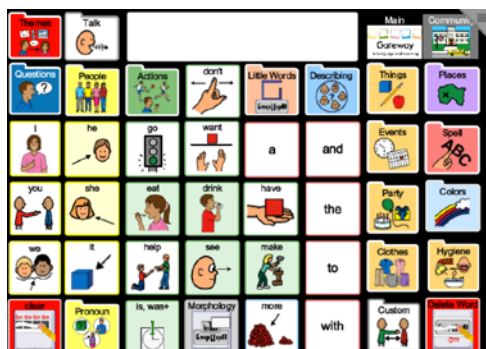 Themes
Talk
Main
Gateway
Communit
Questions
People
Actions
don't
Little Words
Describing
Things
Places
I
he
go
want
a
and
Events
Spell
ABC
you
she
eat
drink
have
the
Party
Colors
we
it
help
see
make
to
Clothes
Hygiene
clear
Pronoun
is, was+
Morphology
more
with
Custom
Delete Word